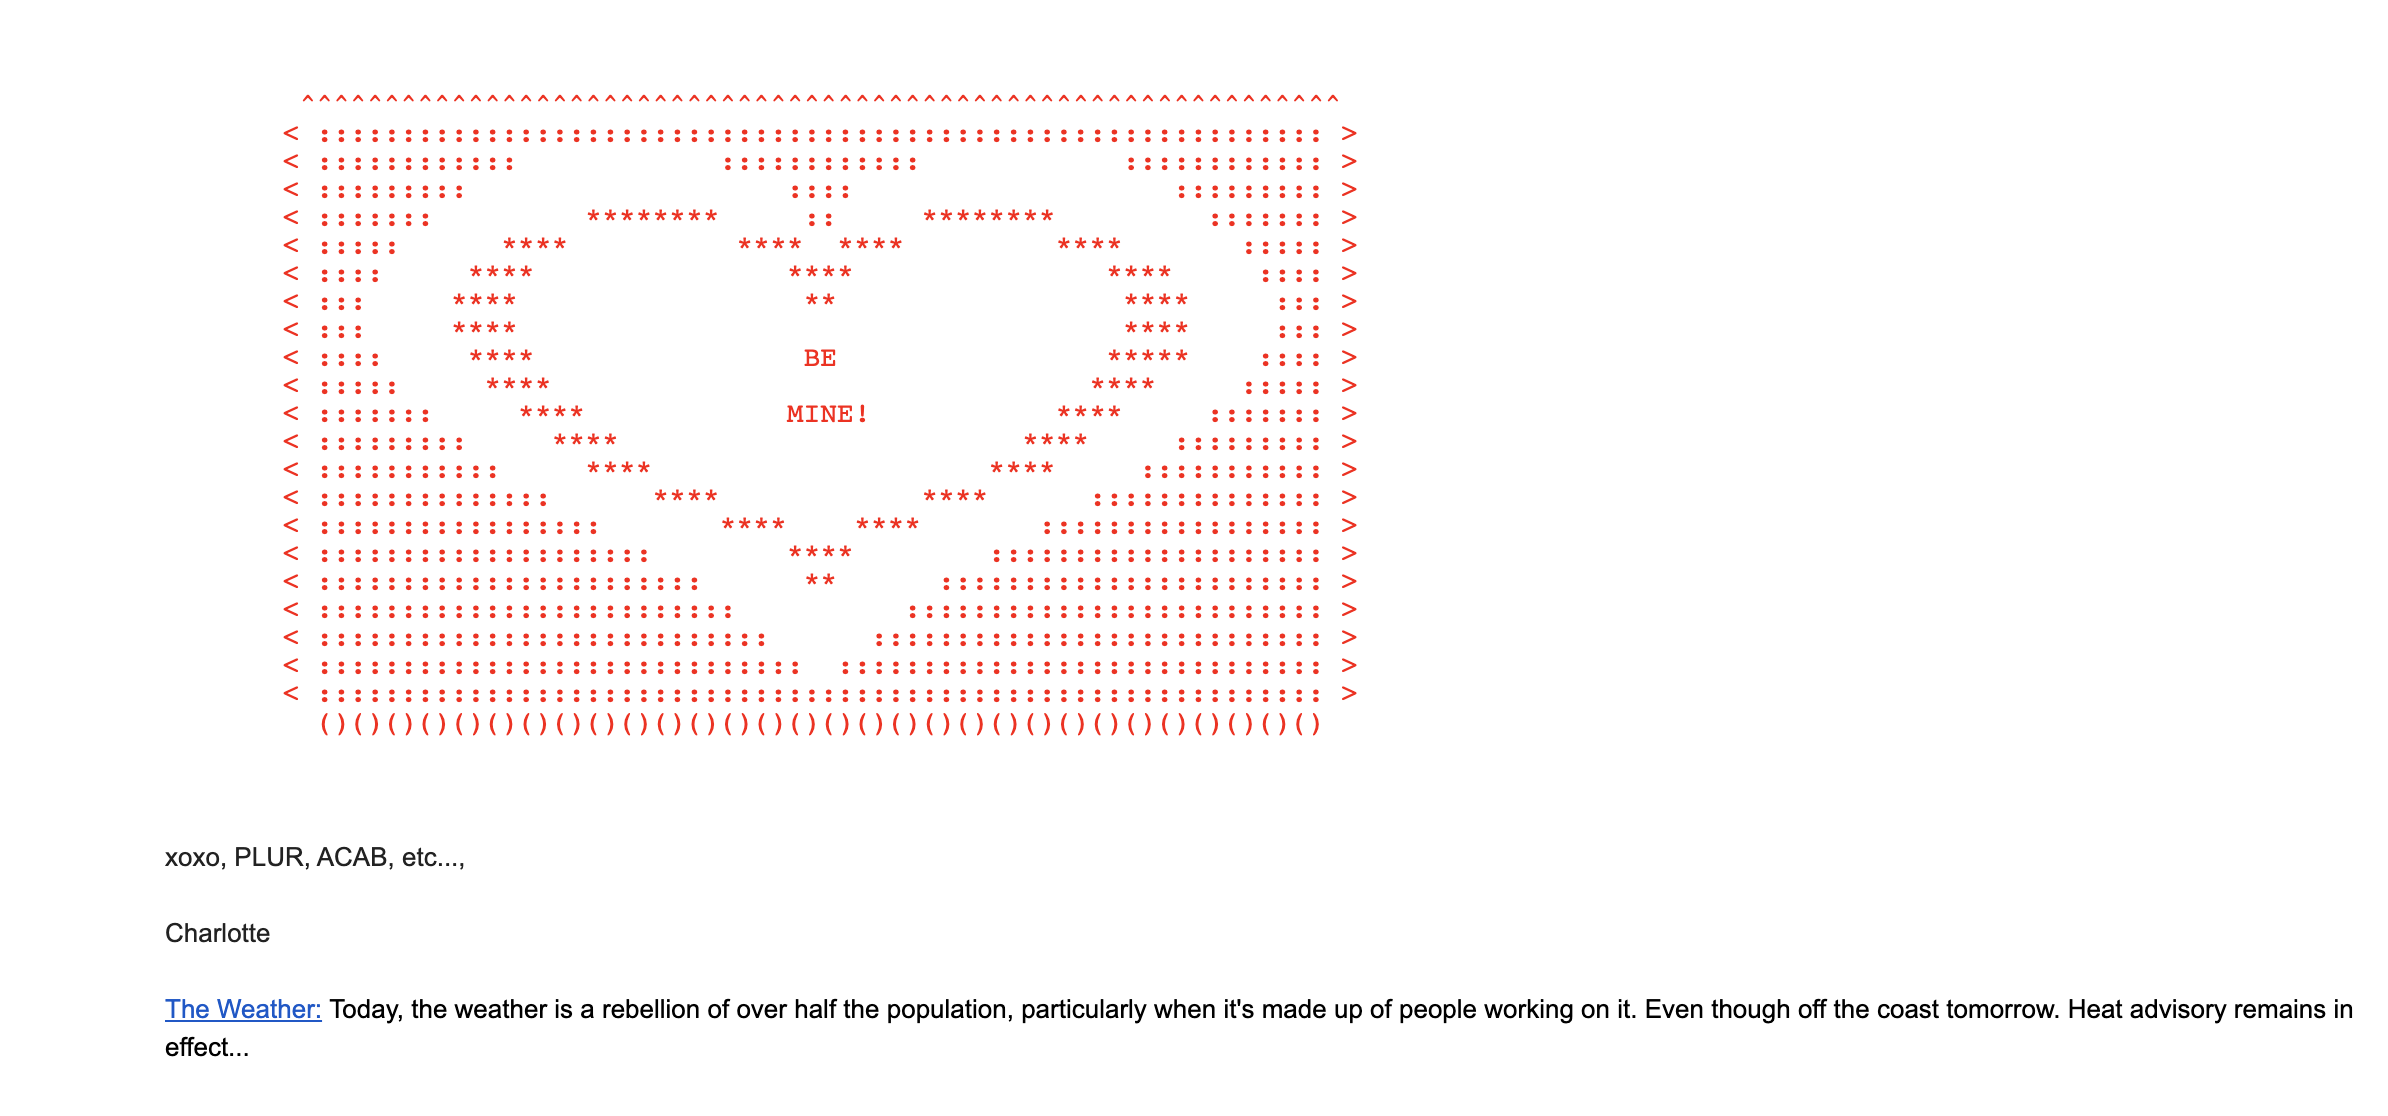 BE
MINE!
xoxo, PLUR, ACAB, etc...,
Charlotte
The Weather: Today, the weather is a rebellion of over half the population, particularly when it's made up of people working on it. Even though off the coast tomorrow. Heat advisory remains in
effect...